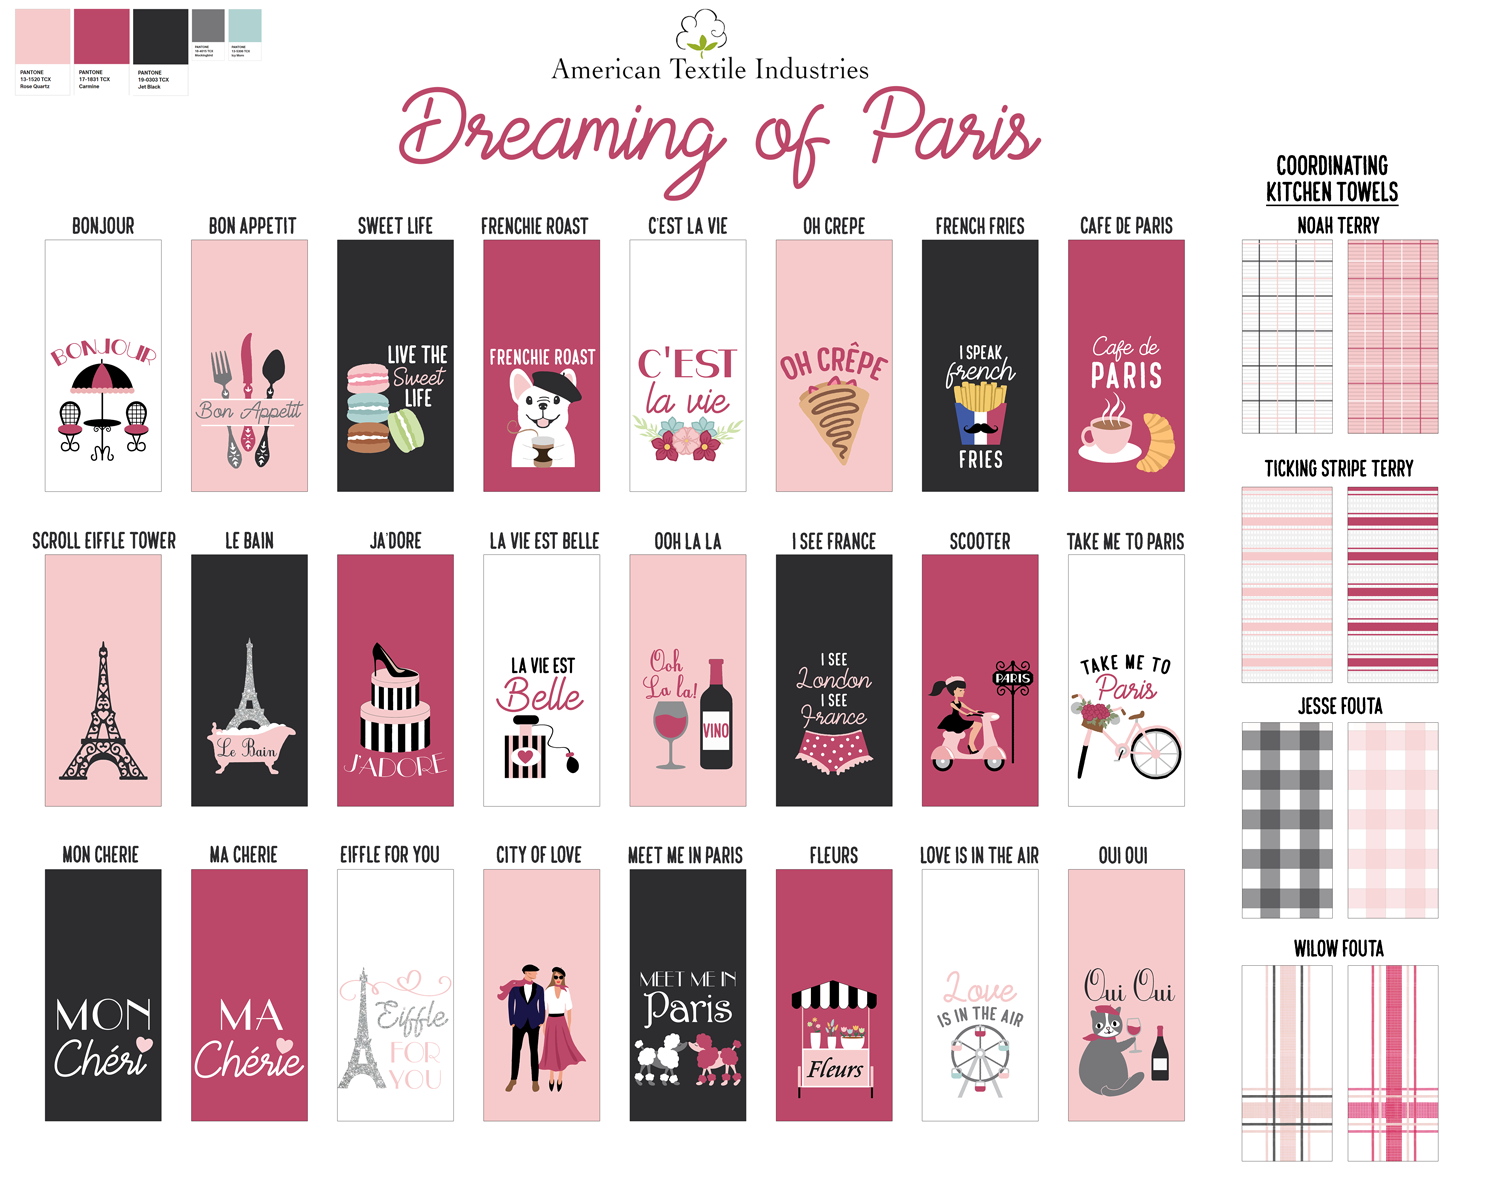 PANTONE
13-1520 TCX
Rose Quartz
PANTONE
17-1831 TCX
Carmine
PANTONE
19-0303 TCX
Jet Black
PANTONE
Mockingbird
PANTONE
American Textile Industries
Dreaming of Paris
BONJOUR
BON APPETIT
SWEET LIFE
FRENCHIE ROAST
C'EST LA VIE
OH CREPE
FRENCH FRIES
CAFE DE PARIS
BONJOUR
Bon Appetit
LIVE THE
Sweet
LIFE
FRENCHIE ROAST
C'EST
la vie
OH CRÊPE
I SPEAK
french
FRIES
Cafe de
PARIS
SCROLL EIFFLE TOWER
LE BAIN
JA'DORE
LA VIE EST BELLE
OOH LA LA
I SEE FRANCE
SCOOTER
TAKE ME TO PARIS
Le Bain
J'ADORE
LA VIE EST
Belle
Ooh
La la!
VINO
I SEE
London
I SEE
France
PARIS
TAKE ME TO
Paris
MON CHERIE
MA CHERIE
EIFFLE FOR YOU
CITY OF LOVE
MEET ME IN PARIS
FLEURS
LOVE IS IN THE AIR
OUI OUI
MON
Chéri
MA
Chérie
Eiffle
FOR
YOU
MEET ME IN
Paris
Fleurs
Love
IS IN THE AIR
Oui Oui
COORDINATING
KITCHEN TOWELS
NOAH TERRY
TICKING STRIPE TERRY
JESSE FOUTA
WILOW FOUTA